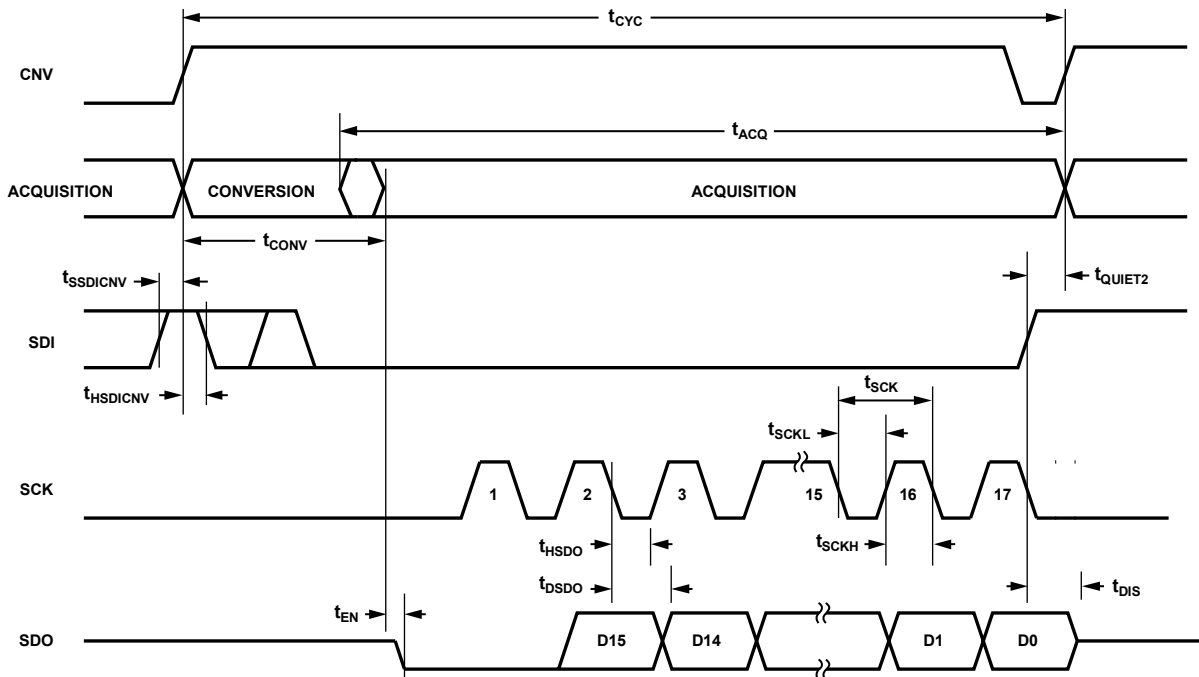 tCYC
CNV
tACQ
ACQUISITION
CONVERSION
ACQUISITION
tCONV
tSSDICNV
tQUIET2
SDI
tHSDICNV
tSCK
tSCKL
SCK
1
2
3
15
16
17
tHSDO
tSCKH
tDSDO
tDIS
tEN
SDO
D15
D14
D1
D0